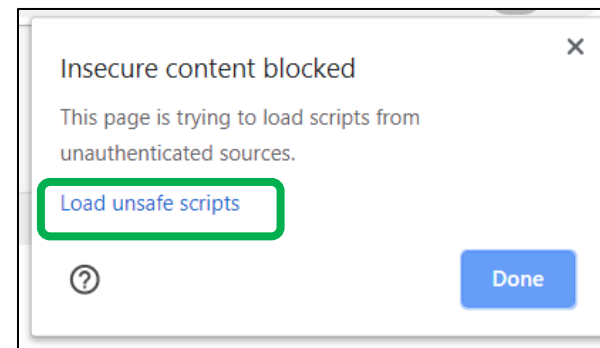 Insecure content blocked
This page is trying to load scripts from
unauthenticated sources.
Load unsafe scripts
Done